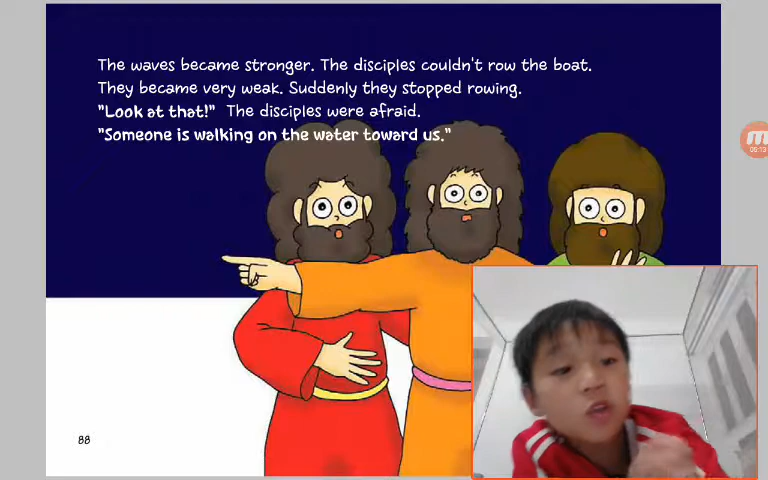 The waves became stronger. The disciples couldn't row the boat.
They became very weak. Suddenly they stopped rowing.
"Look at that!" The disciples were afraid.
"Someone is walking on the water toward us."
88